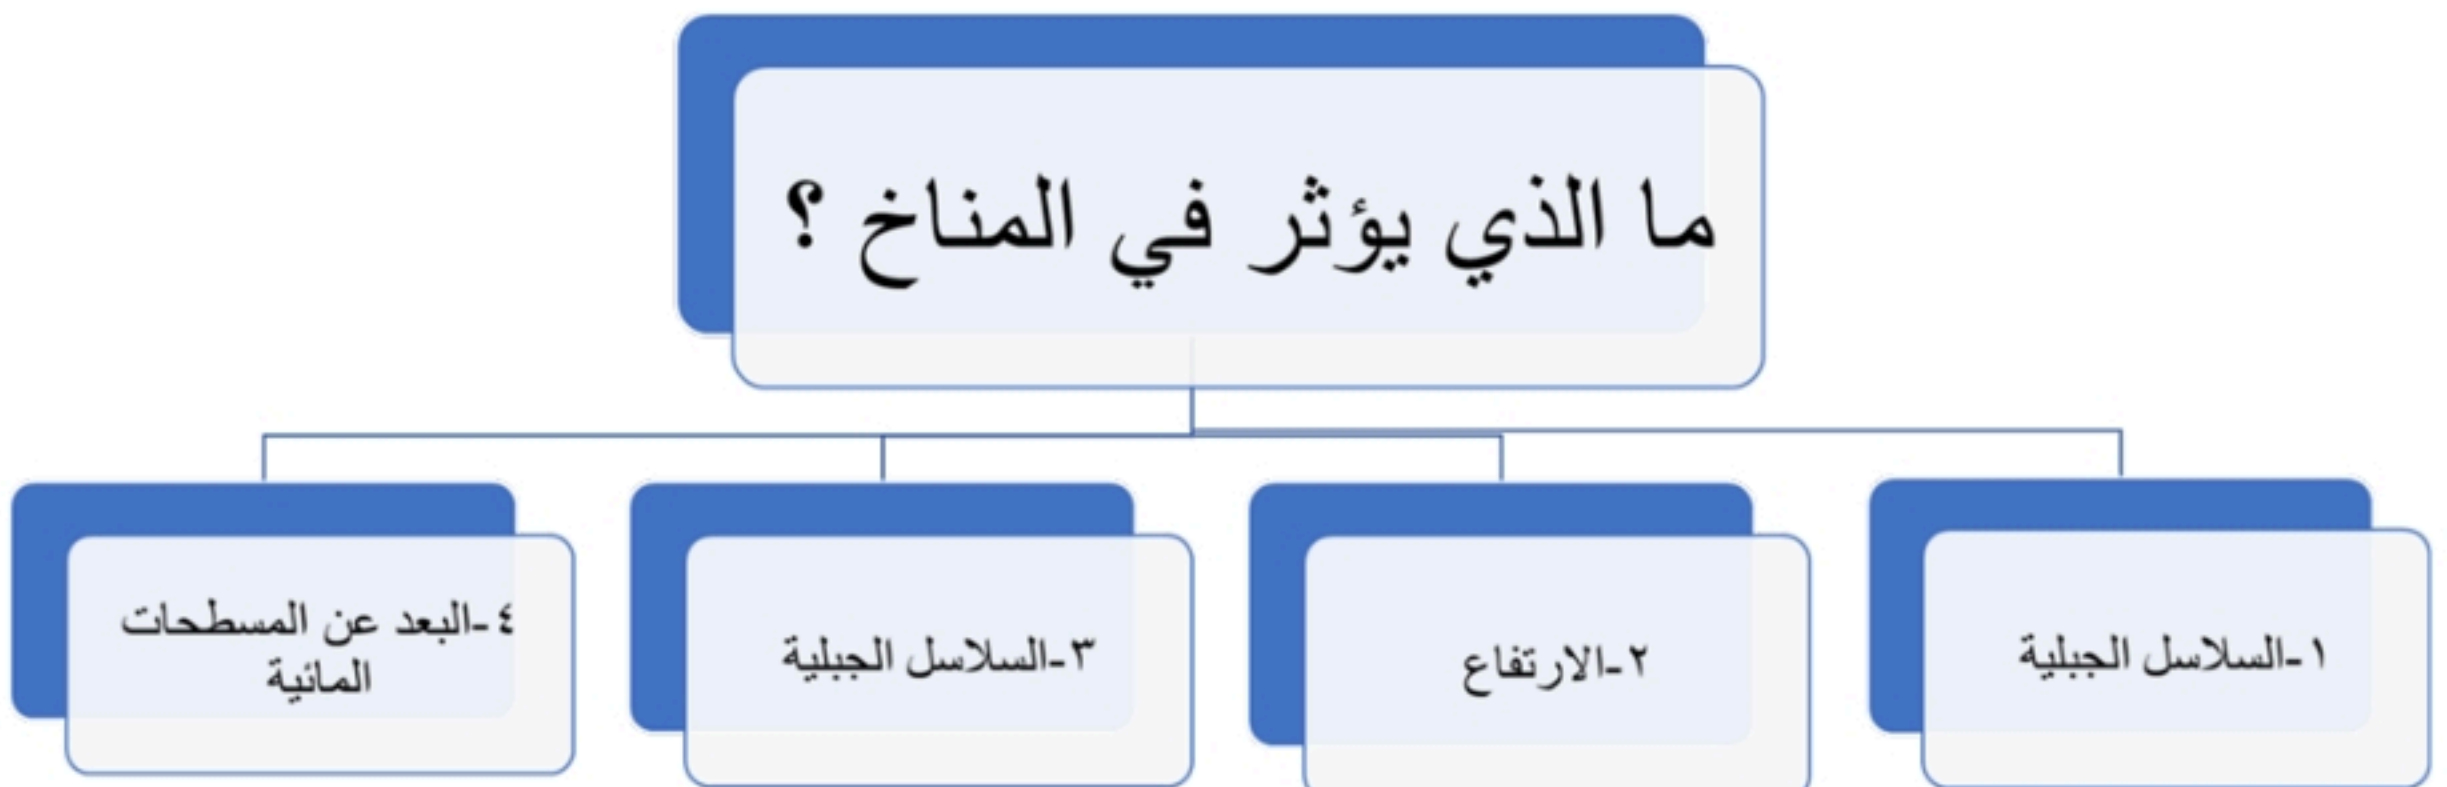 ما الذي يؤثر في المناخ ؟
١-السلاسل الجبلية
٢-الارتفاع
٣-السلاسل الجبلية
٤-البعد عن المسطحات
المائية